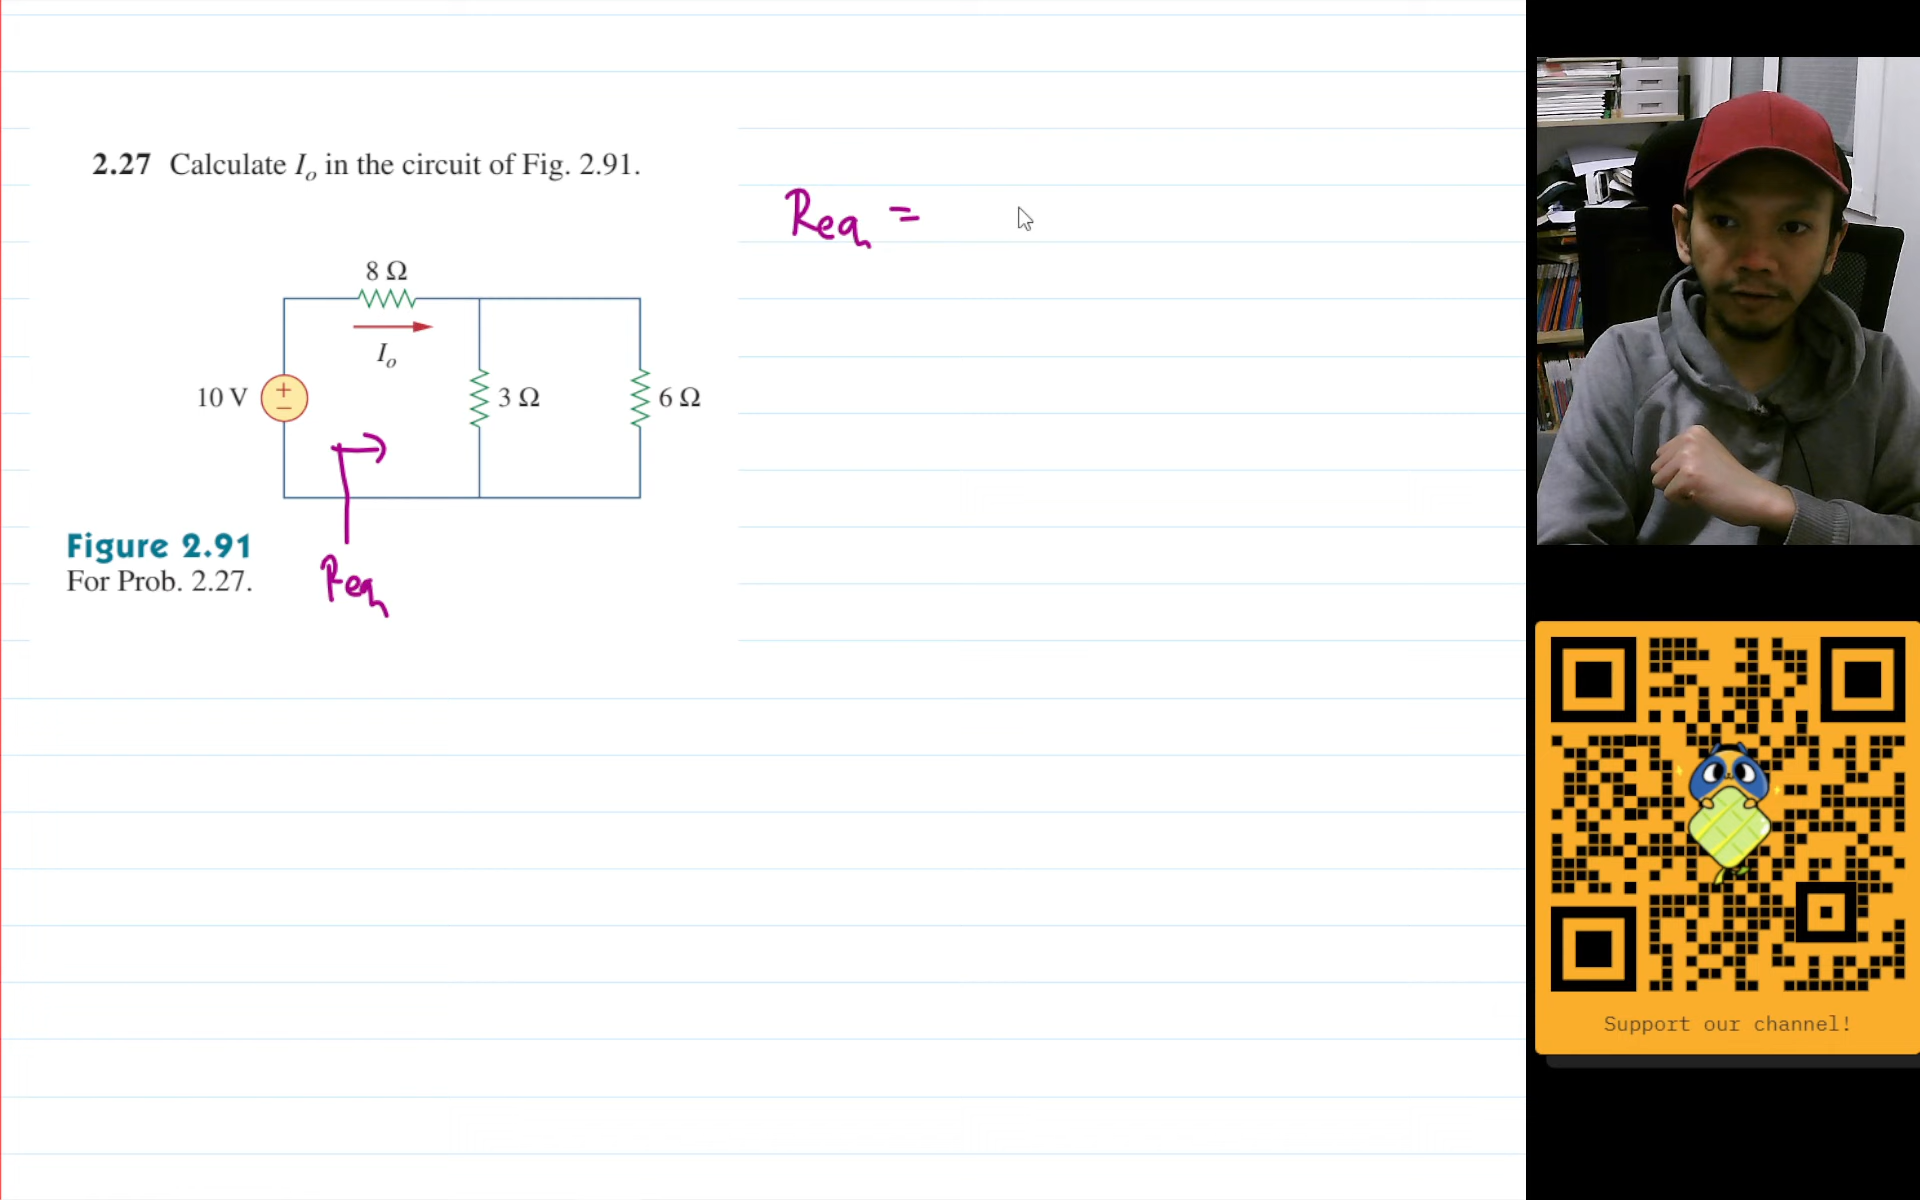 2.27 Calculate I_o in the circuit of Fig. 2.91.
Req =
8 Ω
I_o
10 V
+
−
3 Ω
6 Ω
Figure 2.91
For Prob. 2.27.
Req
Support our channel!